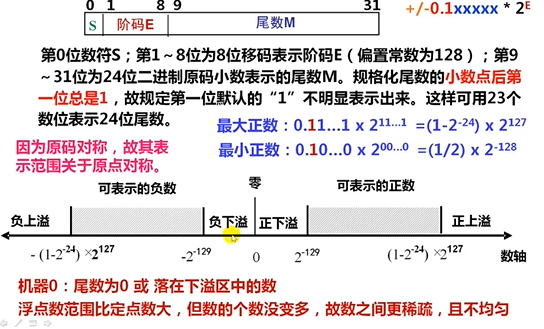 0 1 8 9 31
S 阶码E 尾数M
+/-0.1xxxxx * 2^E
第0位数符S；第1～8位为8位移码表示阶码E（偏置常数为128）；第9
～31位为24位二进制原码小数表示的尾数M。规格化尾数的小数点后第
一位总是1，故规定第一位默认的“1”不明显表示出来。这样可用23个
数位表示24位尾数。
最大正数：0.11…1 x 2^11…1 =(1-2^-24) x 2^127
最小正数：0.10…0 x 2^00…0 =(1/2) x 2^-128
因为原码对称，故其表
示范围关于原点对称。
零
可表示的负数 可表示的正数
负上溢 负下溢 正下溢 正上溢
- (1-2^-24) ×2^127 -2^-129 0 2^-129 (1-2^-24)×2^127 数轴
机器0：尾数为0 或 落在下溢区中的数
浮点数范围比定点数大，但数的个数没变多，故数之间更稀疏，且不均匀